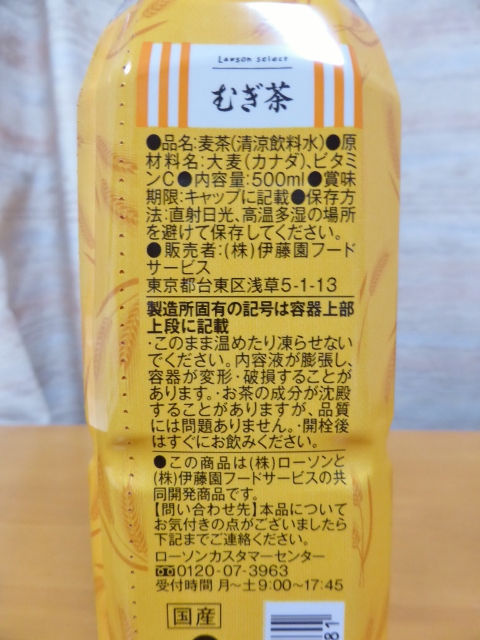 Lawson select
むぎ茶
●品名:麦茶(清涼飲料水)●原
材料名:大麦(カナダ)、ビタミ
ンC●内容量:500ml●賞味
期限:キャップに記載●保存方
法:直射日光、高温多湿の場所
を避けて保存してください。
●販売者:(株)伊藤園フード
サービス
東京都台東区浅草5-1-13
製造所固有の記号は容器上部
上段に記載
・このまま温めたり凍らせない
でください。内容液が膨張し、
容器が変形・破損することが
あります。・お茶の成分が沈殿
することがありますが、品質
には問題ありません。・開栓後
はすぐにお飲みください。
●この商品は(株)ローソンと
(株)伊藤園フードサービスの共
同開発商品です。
【問い合わせ先】本品について
お気付きの点がございましたら
下記までご連絡ください。
ローソンカスタマーセンター
0120-07-3963
受付時間 月〜土9:00〜17:45
国産
81